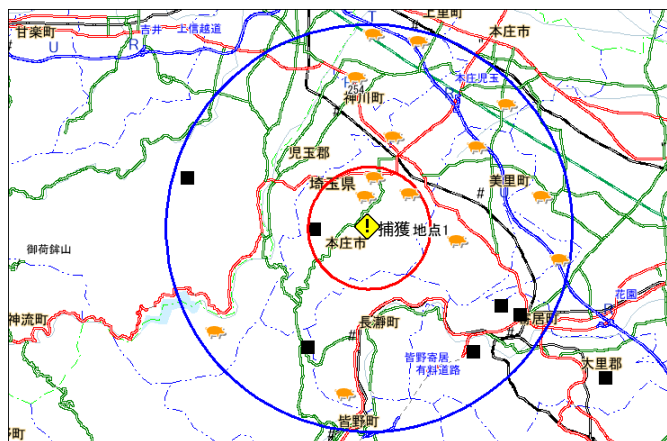 甘楽町
吉井
上信越道
T
上里町
本庄市
U
R
本庄児玉
R
254
神川町
R
児玉郡
埼玉県
美里町
捕獲 地点1
本庄市
御荷鉾山
神流町
花園
R
長瀞町
寄居町
皆野寄居
有料道路
大里郡
皆野町
野町